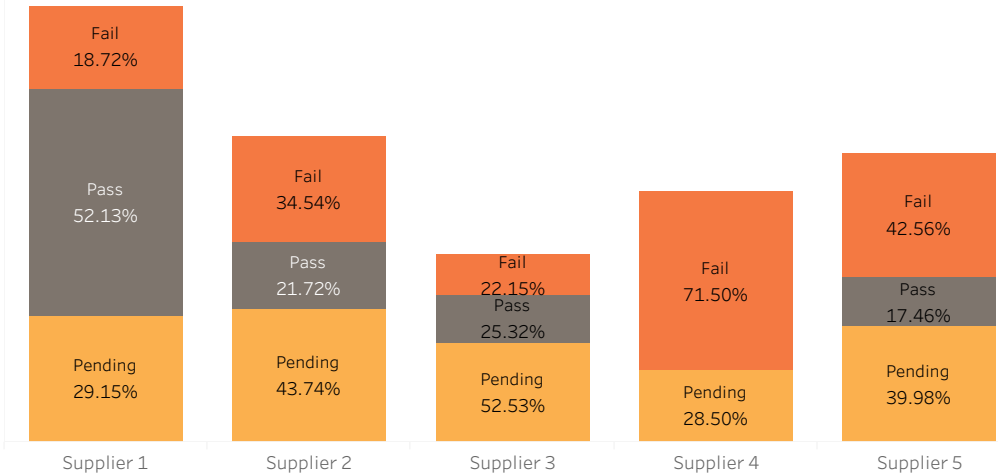 Fail
18.72%
Pass
52.13%
Pending
29.15%
Fail
34.54%
Pass
21.72%
Pending
43.74%
Fail
22.15%
Pass
25.32%
Pending
52.53%
Fail
71.50%
Pending
28.50%
Fail
42.56%
Pass
17.46%
Pending
39.98%
Supplier 1
Supplier 2
Supplier 3
Supplier 4
Supplier 5